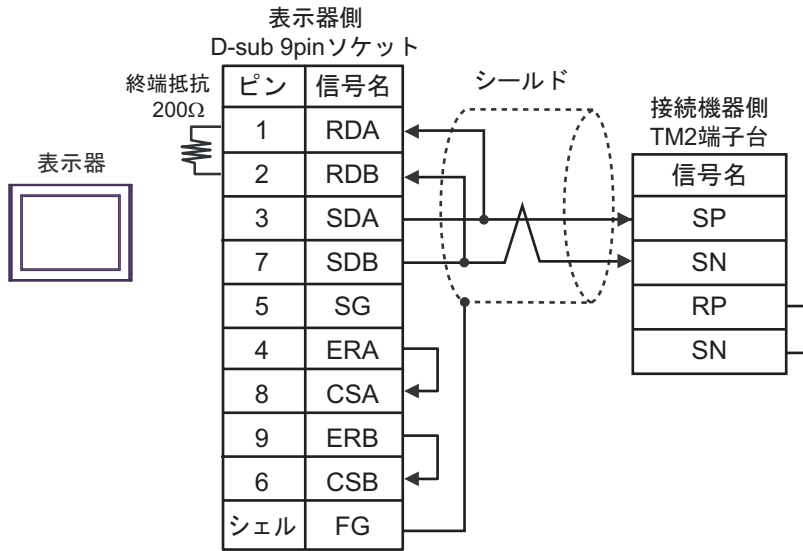 表示器側
D-sub 9pinソケット
終端抵抗
200Ω
表示器
ピン 信号名
1 RDA
2 RDB
3 SDA
7 SDB
5 SG
4 ERA
8 CSA
9 ERB
6 CSB
シェル FG
シールド
接続機器側
TM2端子台
信号名
SP
SN
RP
SN